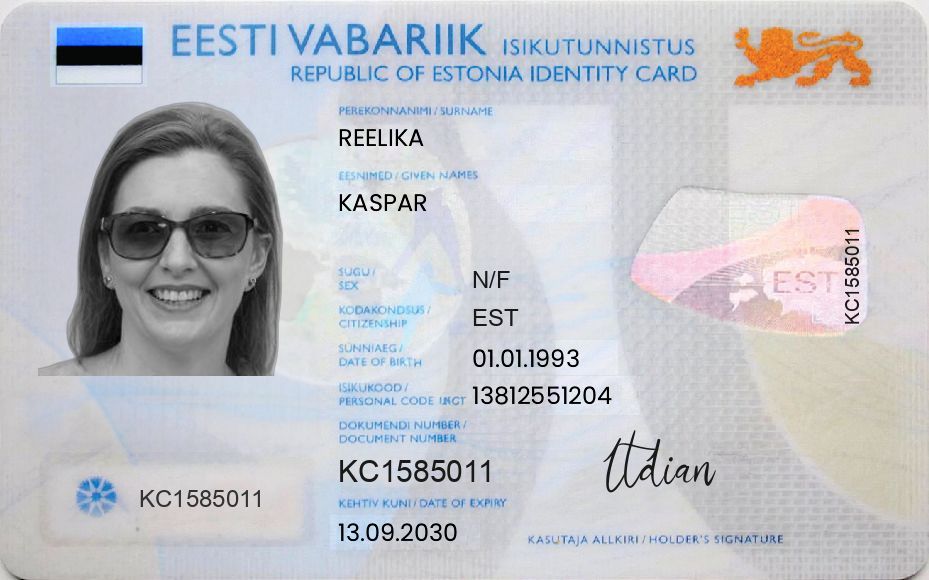 EESTI VABARIIK ISIKUTUNNISTUS
REPUBLIC OF ESTONIA IDENTITY CARD
PEREKONNANIMI / SURNAME
REELIKA
EESNIMED / GIVEN NAMES
KASPAR
SUGU /
SEX
N/F
KODAKONDSUS /
CITIZENSHIP
EST
SÜNNIAEG /
DATE OF BIRTH
01.01.1993
ISIKUKOOD /
PERSONAL CODE
13812551204
DOKUMENDI NUMBER /
DOCUMENT NUMBER
KC1585011
KEHTIV KUNI / DATE OF EXPIRY
13.09.2030
KC1585011
EST
KC1585011
KASUTAJA ALLKIRI / HOLDER'S SIGNATURE